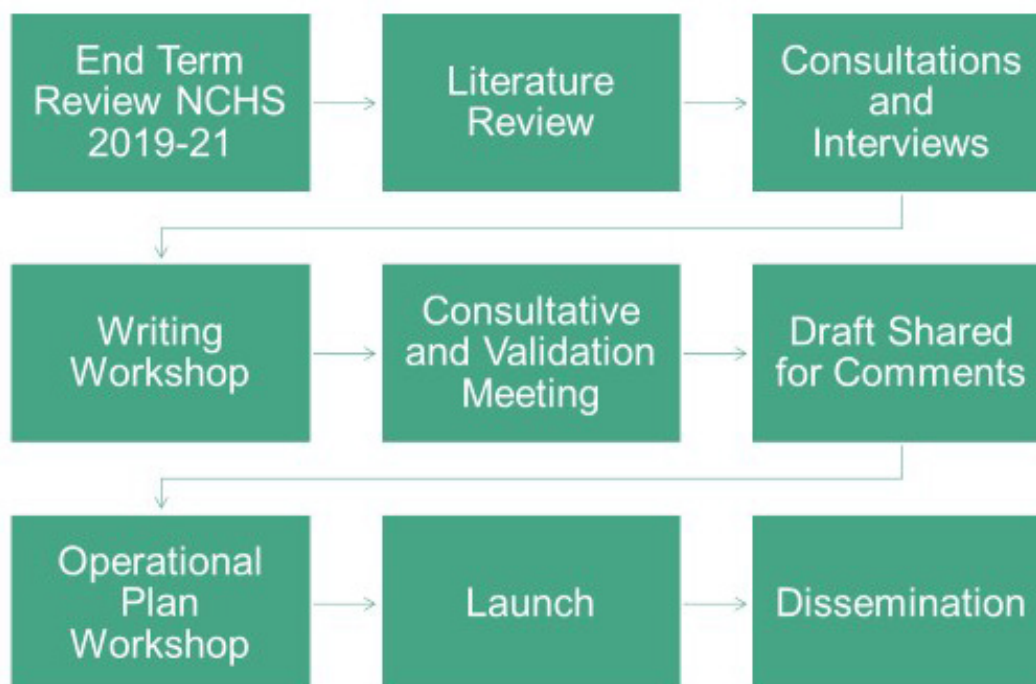 End Term
Review NCHS
2019-21
Literature
Review
Consultations
and
Interviews
Writing
Workshop
Consultative
and Validation
Meeting
Draft Shared
for Comments
Operational
Plan
Workshop
Launch
Dissemination